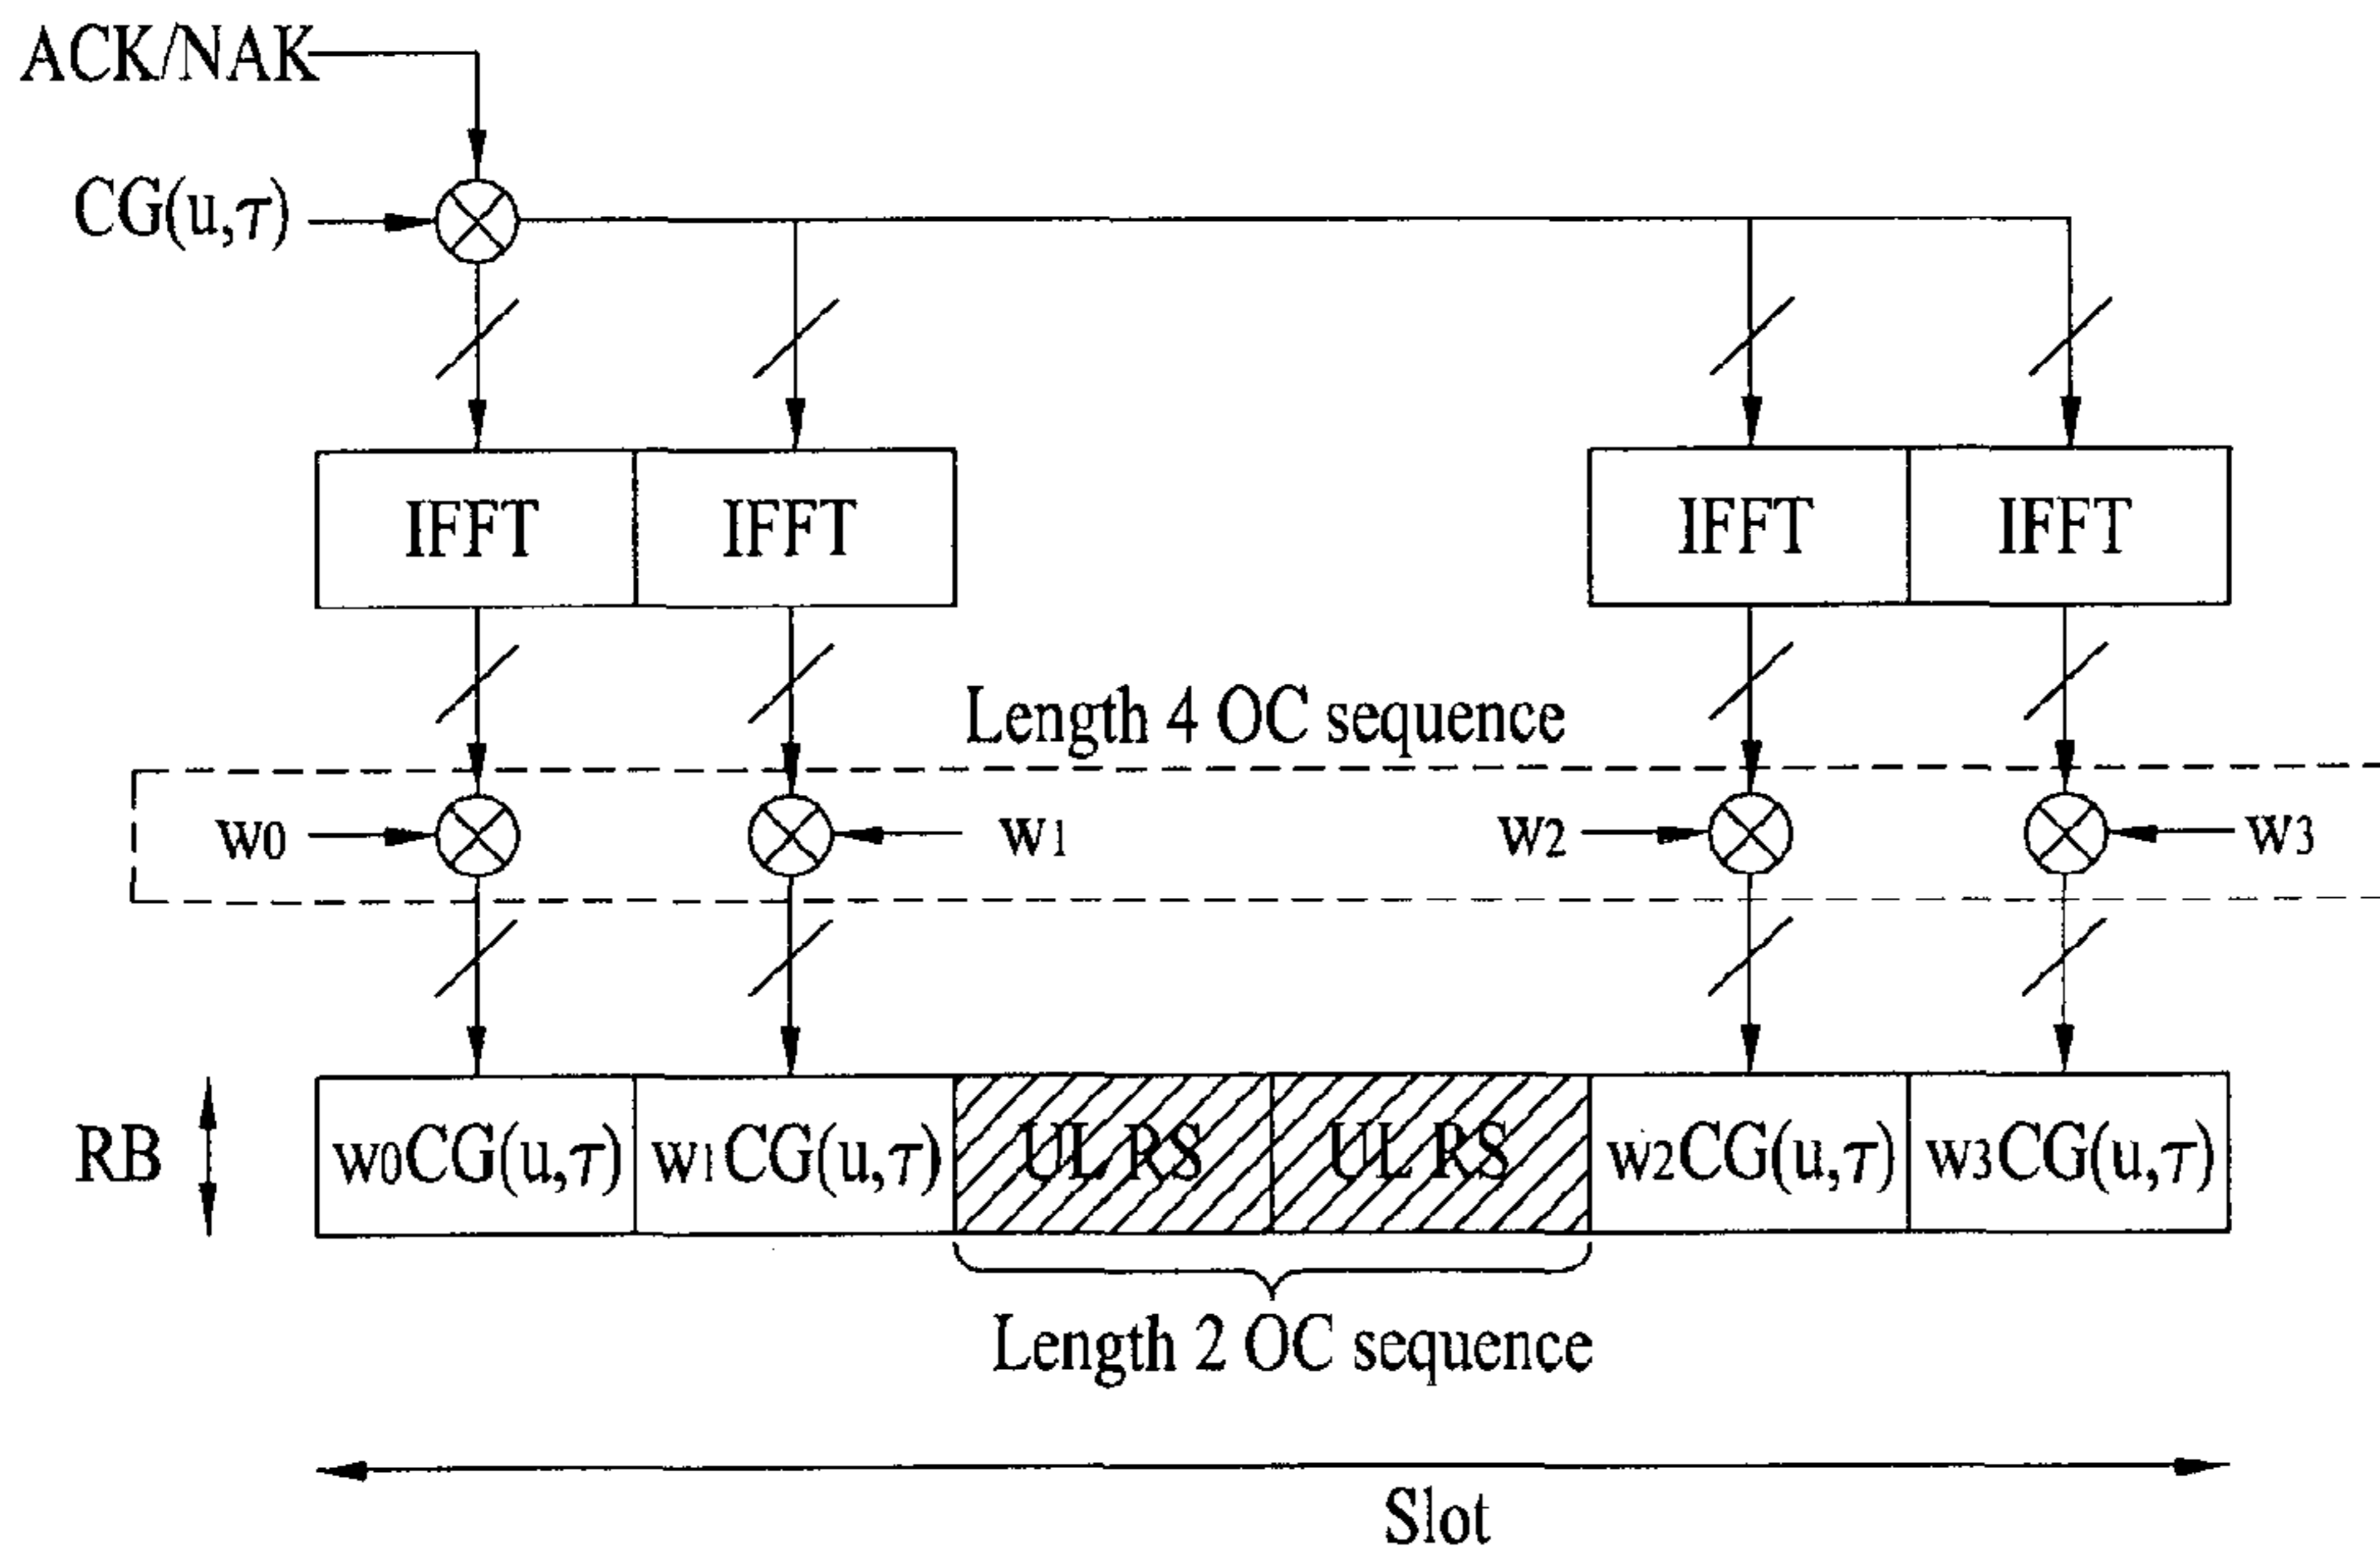 ACK/NAK
CG(u,τ)
IFFT IFFT IFFT IFFT
Length 4 OC sequence
w0 w1 w2 w3
RB w0CG(u,τ) w1CG(u,τ) UL RS UL RS w2CG(u,τ) w3CG(u,τ)
Length 2 OC sequence
Slot